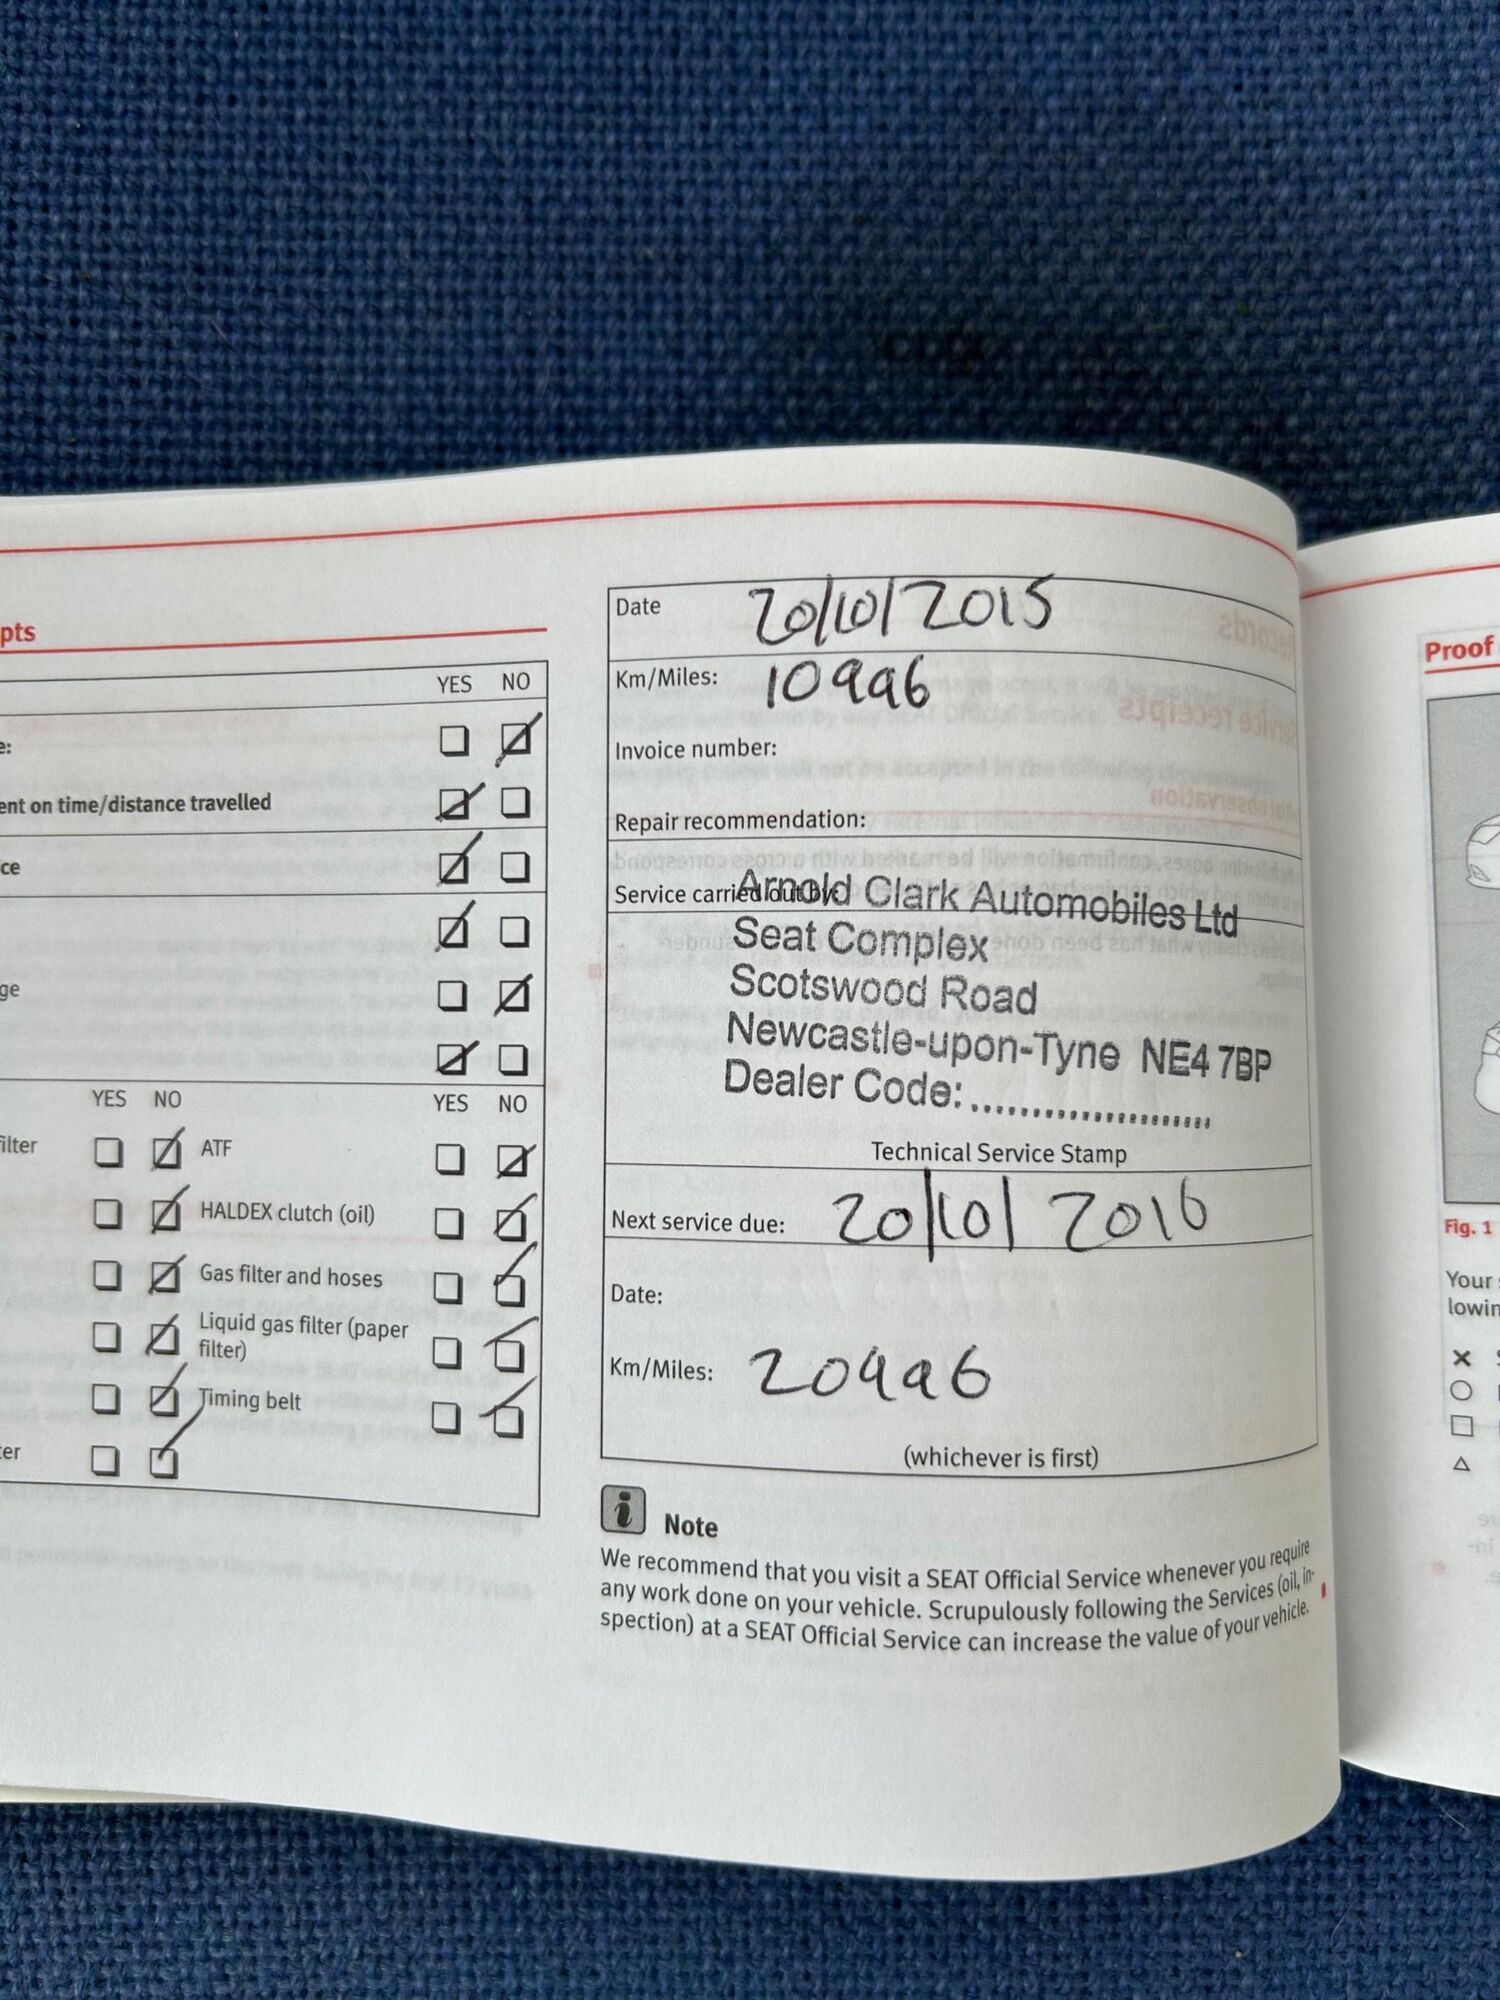 pts
YES NO
e:
ent on time/distance travelled
ce
ge
YES NO YES NO
ilter ATF
HALDEX clutch (oil)
Gas filter and hoses
Liquid gas filter (paper
filter)
Timing belt
ter
Date 20/10/2015
Km/Miles: 10996
Invoice number:
Repair recommendation:
Service carried out by:
Arnold Clark Automobiles Ltd
Seat Complex
Scotswood Road
Newcastle-upon-Tyne NE4 7BP
Dealer Code: ......................
Technical Service Stamp
Next service due: 20/10/2016
Date:
Km/Miles: 20996
(whichever is first)
i Note
We recommend that you visit a SEAT Official Service whenever you require
any work done on your vehicle. Scrupulously following the Services (oil, in-
spection) at a SEAT Official Service can increase the value of your vehicle.
Proof
Fig. 1
Your
lowin